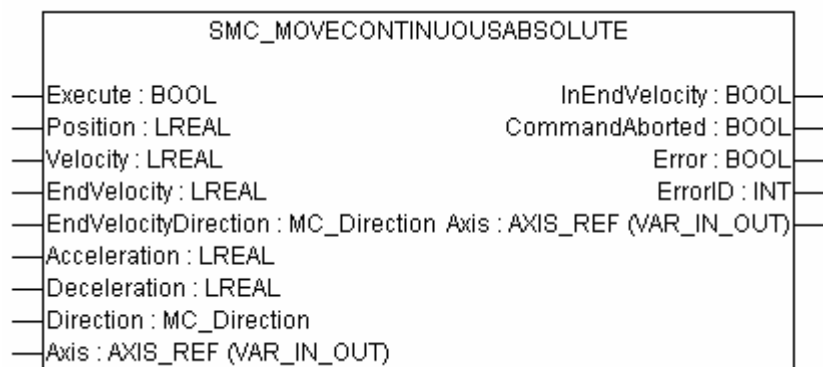 SMC_MOVECONTINUOUSABSOLUTE
Execute : BOOL InEndVelocity : BOOL
Position : LREAL CommandAborted : BOOL
Velocity : LREAL Error : BOOL
EndVelocity : LREAL ErrorID : INT
EndVelocityDirection : MC_Direction Axis : AXIS_REF (VAR_IN_OUT)
Acceleration : LREAL
Deceleration : LREAL
Direction : MC_Direction
Axis : AXIS_REF (VAR_IN_OUT)